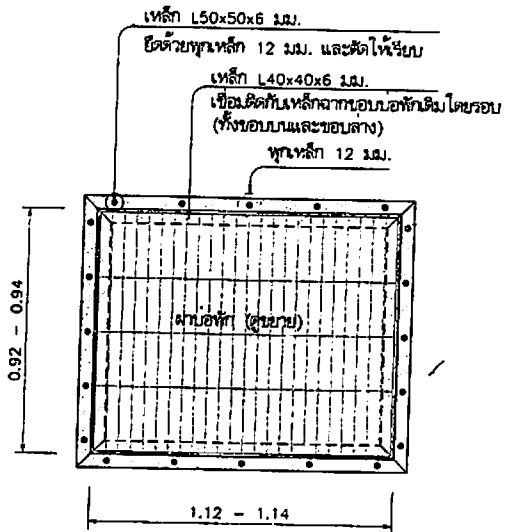 เหล็ก L50x50x6 มม.
ยึดด้วยพุกเหล็ก 12 มม. และตัดให้เรียบ
เหล็ก L40x40x6 มม.
เชื่อมติดกับเหล็กฉากขอบบ่อพักเดิมโดยรอบ
(ทั้งขอบบนและขอบล่าง)
พุกเหล็ก 12 มม.
ฝาบ่อพัก (ดูขยาย)
0.92 - 0.94
1.12 - 1.14